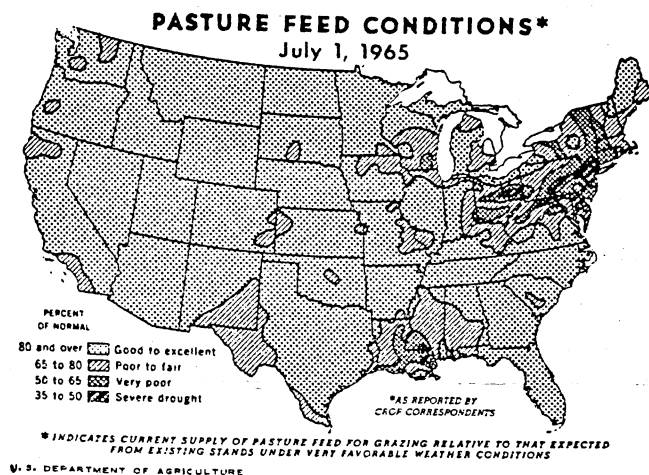 PASTURE FEED CONDITIONS*
July 1, 1965
PERCENT
OF NORMAL
80 and over Good to excellent
65 to 80 Poor to fair
50 to 65 Very poor
35 to 50 Severe drought
*AS REPORTED BY
CROP CORRESPONDENTS
* INDICATES CURRENT SUPPLY OF PASTURE FEED FOR GRAZING RELATIVE TO THAT EXPECTED
FROM EXISTING STANDS UNDER VERY FAVORABLE WEATHER CONDITIONS
U. S. DEPARTMENT OF AGRICULTURE